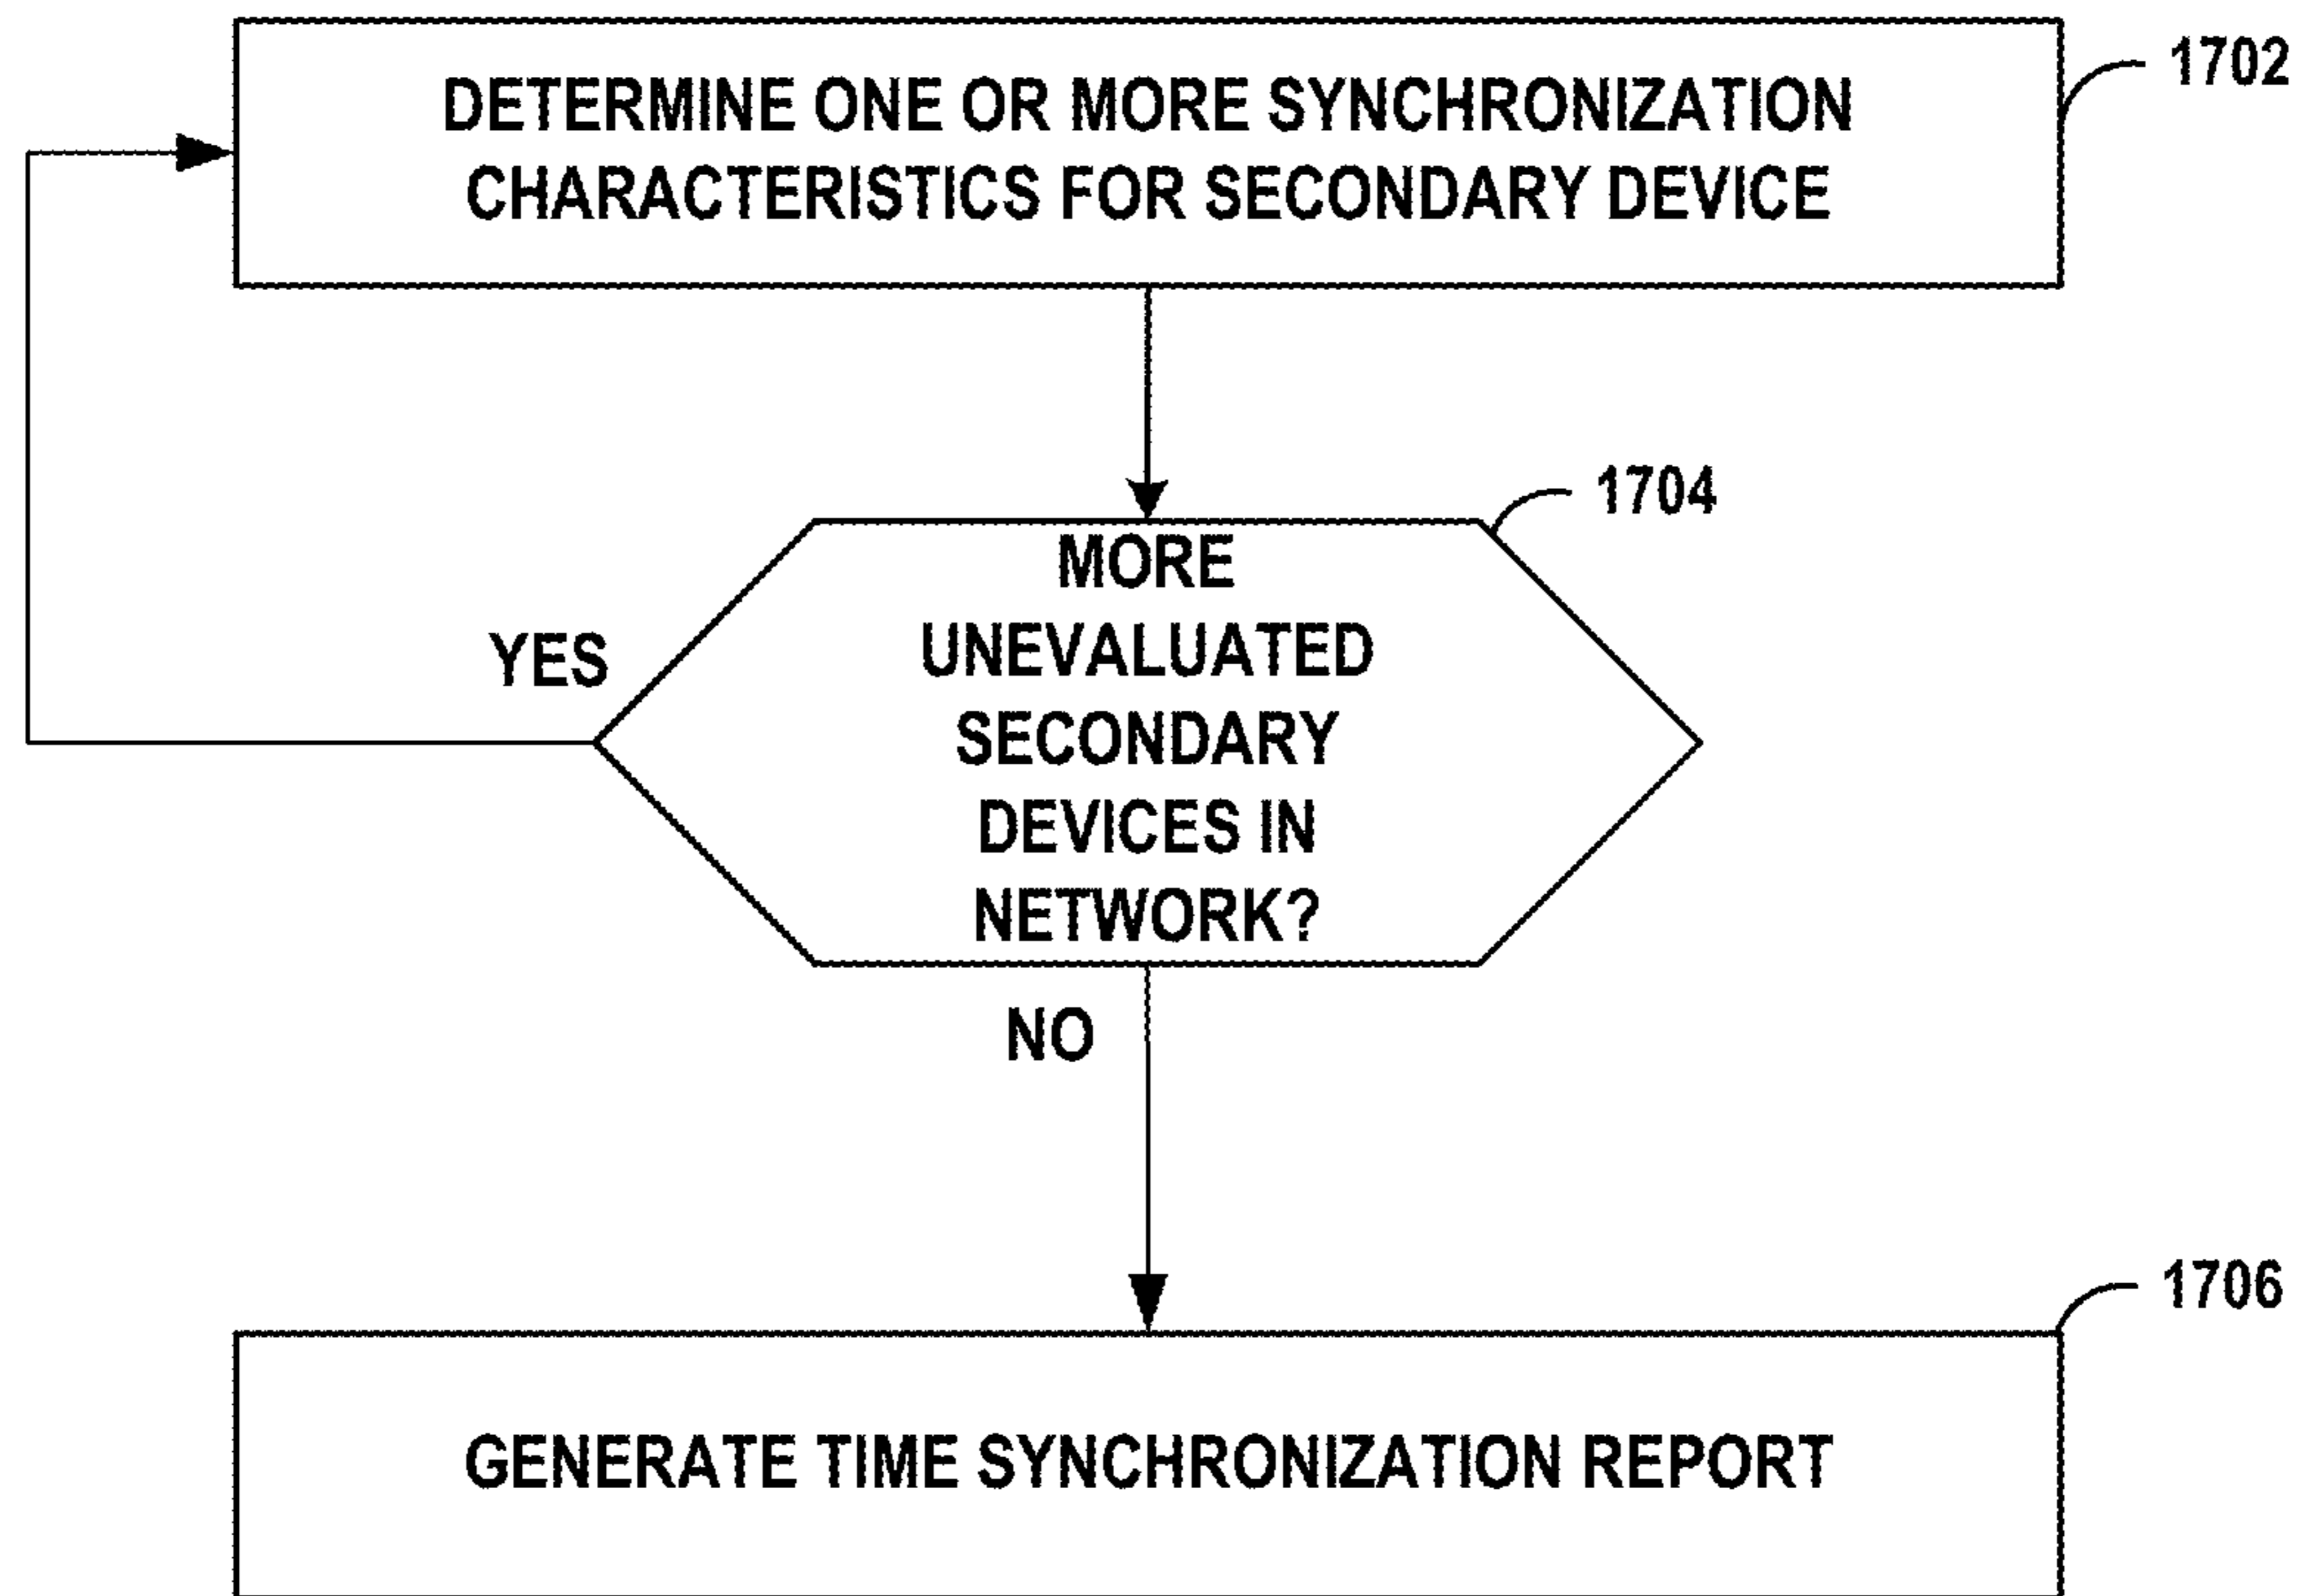 DETERMINE ONE OR MORE SYNCHRONIZATION
CHARACTERISTICS FOR SECONDARY DEVICE
1702
1704
MORE
UNEVALUATED
SECONDARY
DEVICES IN
NETWORK?
YES
NO
1706
GENERATE TIME SYNCHRONIZATION REPORT